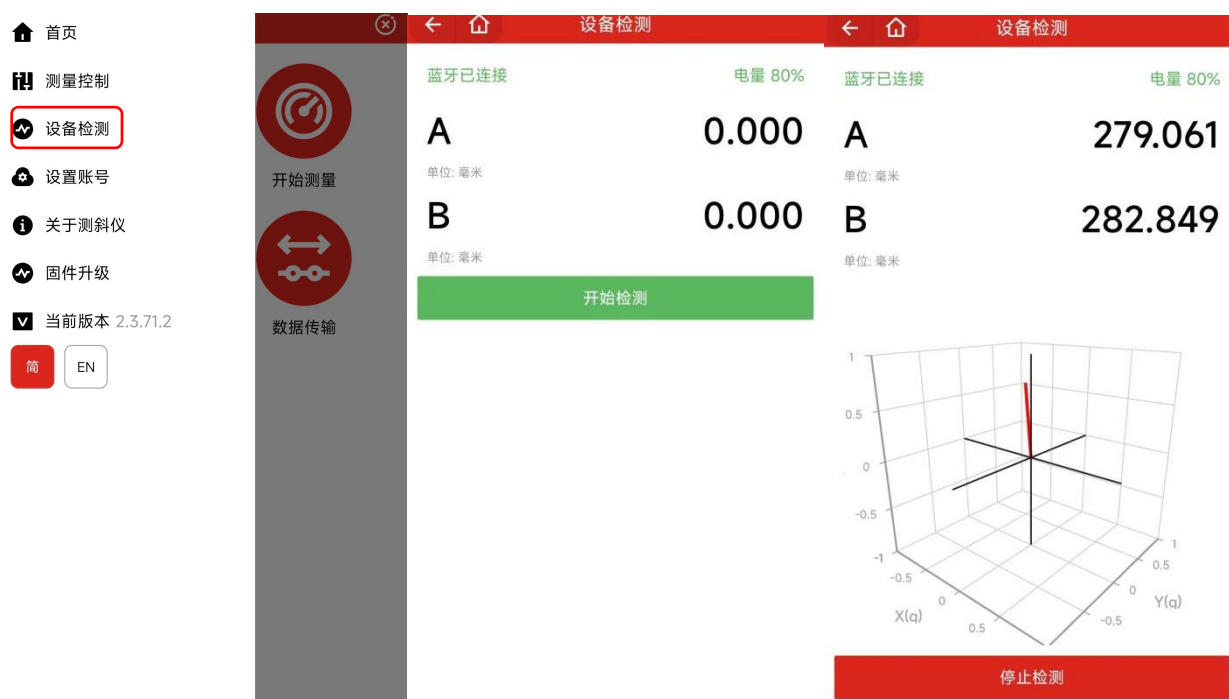 首页
测量控制
设备检测
设置账号
关于测斜仪
固件升级
当前版本 2.3.71.2
简
EN
开始测量
数据传输
设备检测
蓝牙已连接
电量 80%
A
0.000
单位: 毫米
B
0.000
单位: 毫米
开始检测
设备检测
蓝牙已连接
电量 80%
A
279.061
单位: 毫米
B
282.849
单位: 毫米
1
0.5
0
-0.5
-1
-0.5
0
0.5
X(g)
1
0.5
0
-0.5
Y(g)
停止检测